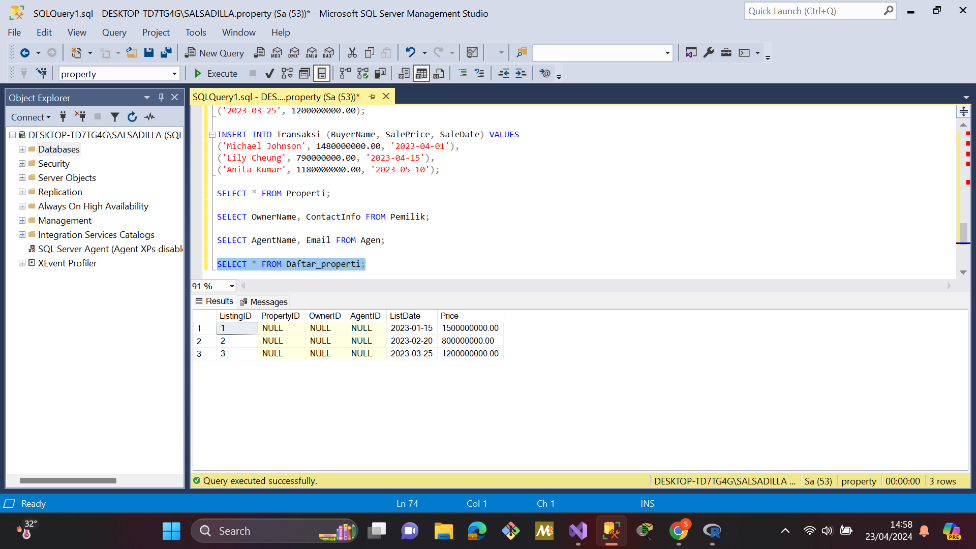 SQLQuery1.sql - DESKTOP-TD7TG4G\SALSADILLA.property (Sa (53))* - Microsoft SQL Server Management Studio
Quick Launch (Ctrl+Q)
File Edit View Query Project Tools Window Help
New Query
property
Execute
Object Explorer
Connect
DESKTOP-TD7TG4G\SALSADILLA (SQL
Databases
Security
Server Objects
Replication
Always On High Availability
Management
Integration Services Catalogs
SQL Server Agent (Agent XPs disabl
XEvent Profiler
SQLQuery1.sql - DES....property (Sa (53))*
('2023-03-25', 1200000000.00);
INSERT INTO Transaksi (BuyerName, SalePrice, SaleDate) VALUES
('Michael Johnson', 1480000000.00, '2023-04-01'),
('Lily Cheung', 790000000.00, '2023-04-15'),
('Anita Kumar', 1180000000.00, '2023-05-10');
SELECT * FROM Properti;
SELECT OwnerName, ContactInfo FROM Pemilik;
SELECT AgentName, Email FROM Agen;
SELECT * FROM Daftar_properti;
91 %
Results Messages
ListingID PropertyID OwnerID AgentID ListDate Price
1 1 NULL NULL NULL 2023-01-15 1500000000.00
2 2 NULL NULL NULL 2023-02-20 800000000.00
3 3 NULL NULL NULL 2023-03-25 1200000000.00
Query executed successfully.
DESKTOP-TD7TG4G\SALSADILLA ... Sa (53) property 00:00:00 3 rows
Ready Ln 74 Col 1 Ch 1 INS
32°
Search
14:58
23/04/2024